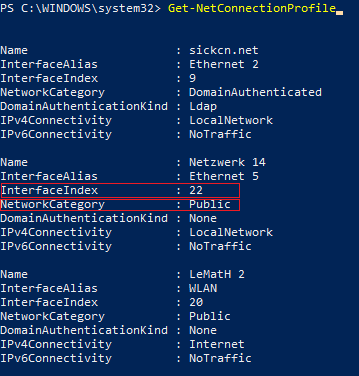 PS C:\WINDOWS\system32> Get-NetConnectionProfile
Name : sickcn.net
InterfaceAlias : Ethernet 2
InterfaceIndex : 9
NetworkCategory : DomainAuthenticated
DomainAuthenticationKind : Ldap
IPv4Connectivity : LocalNetwork
IPv6Connectivity : NoTraffic
Name : Netzwerk 14
InterfaceAlias : Ethernet 5
InterfaceIndex : 22
NetworkCategory : Public
DomainAuthenticationKind : None
IPv4Connectivity : LocalNetwork
IPv6Connectivity : NoTraffic
Name : LeMatH 2
InterfaceAlias : WLAN
InterfaceIndex : 20
NetworkCategory : Public
DomainAuthenticationKind : None
IPv4Connectivity : Internet
IPv6Connectivity : NoTraffic